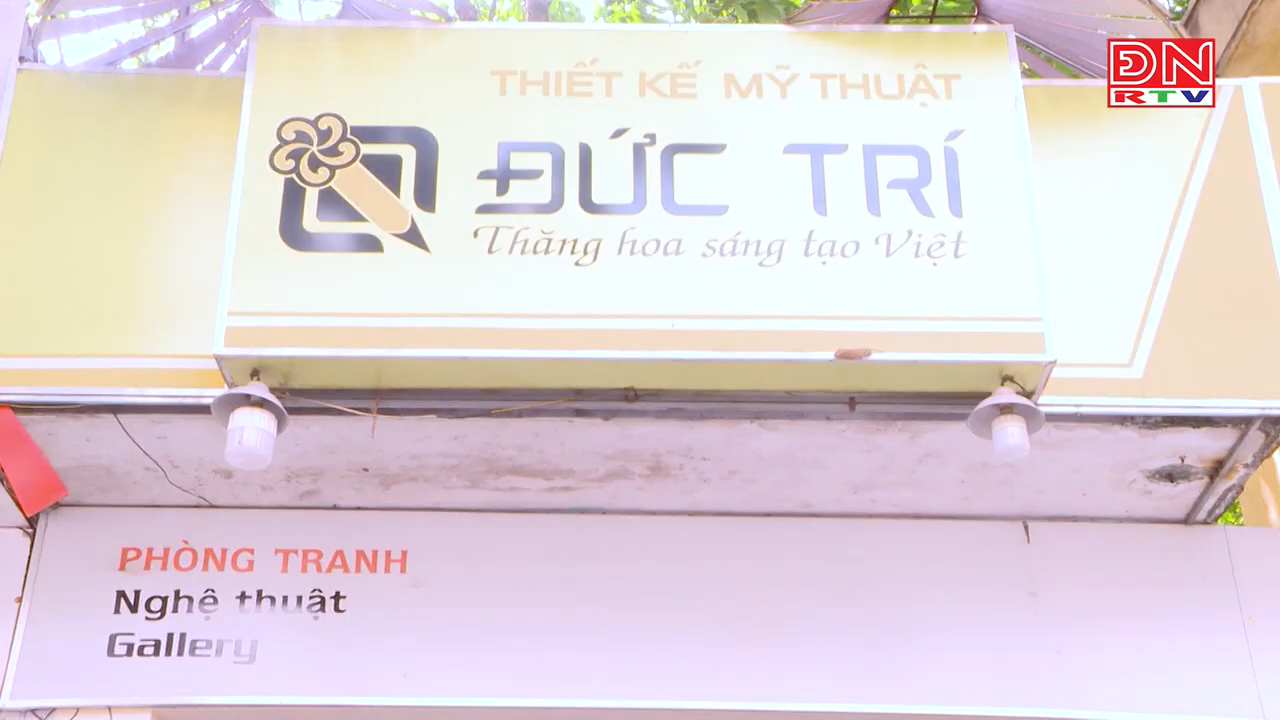 THIẾT KẾ MỸ THUẬT
ĐN
RTV
ĐỨC TRÍ
Thăng hoa sáng tạo Việt
PHÒNG TRANH
Nghệ thuật
Gallery